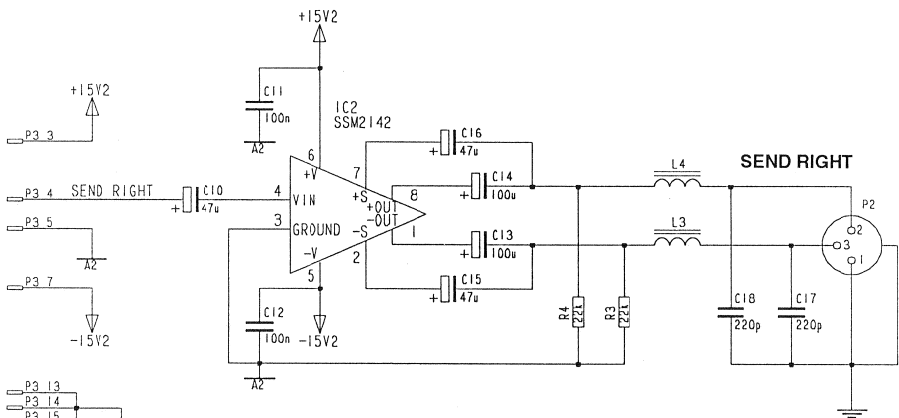 +15V2
C11
100n
+15V2
IC2
SSM2142
C16
+ 47u
P3 3
A2
6
+V
7
+S
8
C14
+ 100u
L4
SEND RIGHT
P3 4
SEND RIGHT
C10
+ 47u
4
VIN
+OUT
-OUT
1
P2
P3 5
3
GROUND
C13
+ 100u
L3
2
3
1
A2
-S
2
-V
5
C15
+ 47u
P3 7
-15V2
C12
100n
-15V2
R4
22k
R3
22k
C18
220p
C17
220p
A2
P3 13
P3 14
P3 15